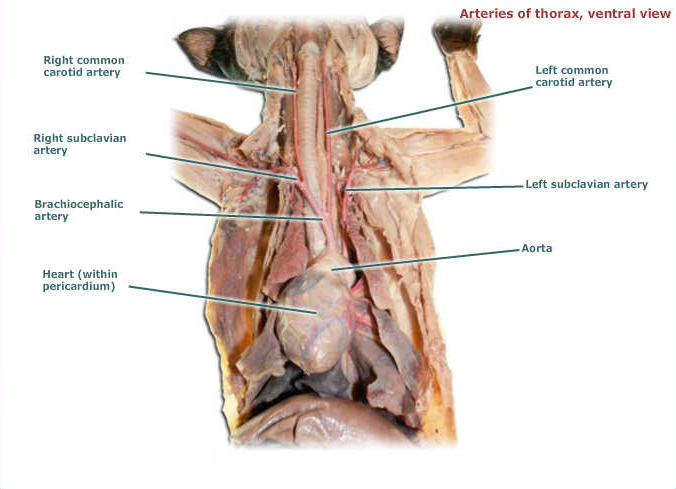 Arteries of thorax, ventral view
Right common
carotid artery
Left common
carotid artery
Right subclavian
artery
Left subclavian artery
Brachiocephalic
artery
Aorta
Heart (within
pericardium)